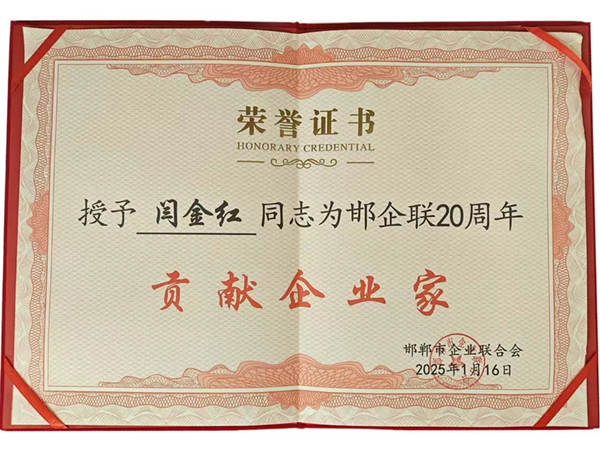 荣誉证书
HONORARY CREDENTIAL
授予 闫金红 同志为邯企联20周年
贡献企业家
邯郸市企业联合会
2025年1月16日